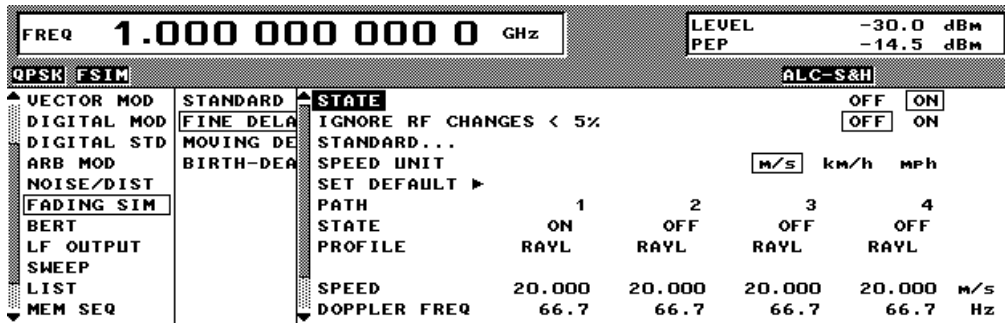 FREQ 1.000 000 000 0 GHz
LEVEL -30.0 dBm
PEP -14.5 dBm
QPSK FSIM ALC-S&H
VECTOR MOD STANDARD STATE OFF ON
DIGITAL MOD FINE DELA IGNORE RF CHANGES < 5% OFF ON
DIGITAL STD MOVING DE STANDARD...
ARB MOD BIRTH-DEA SPEED UNIT m/s km/h mph
NOISE/DIST SET DEFAULT ▶
FADING SIM PATH 1 2 3 4
BERT STATE ON OFF OFF OFF
LF OUTPUT PROFILE RAYL RAYL RAYL RAYL
SWEEP
LIST SPEED 20.000 20.000 20.000 20.000 m/s
MEM SEQ DOPPLER FREQ 66.7 66.7 66.7 66.7 Hz